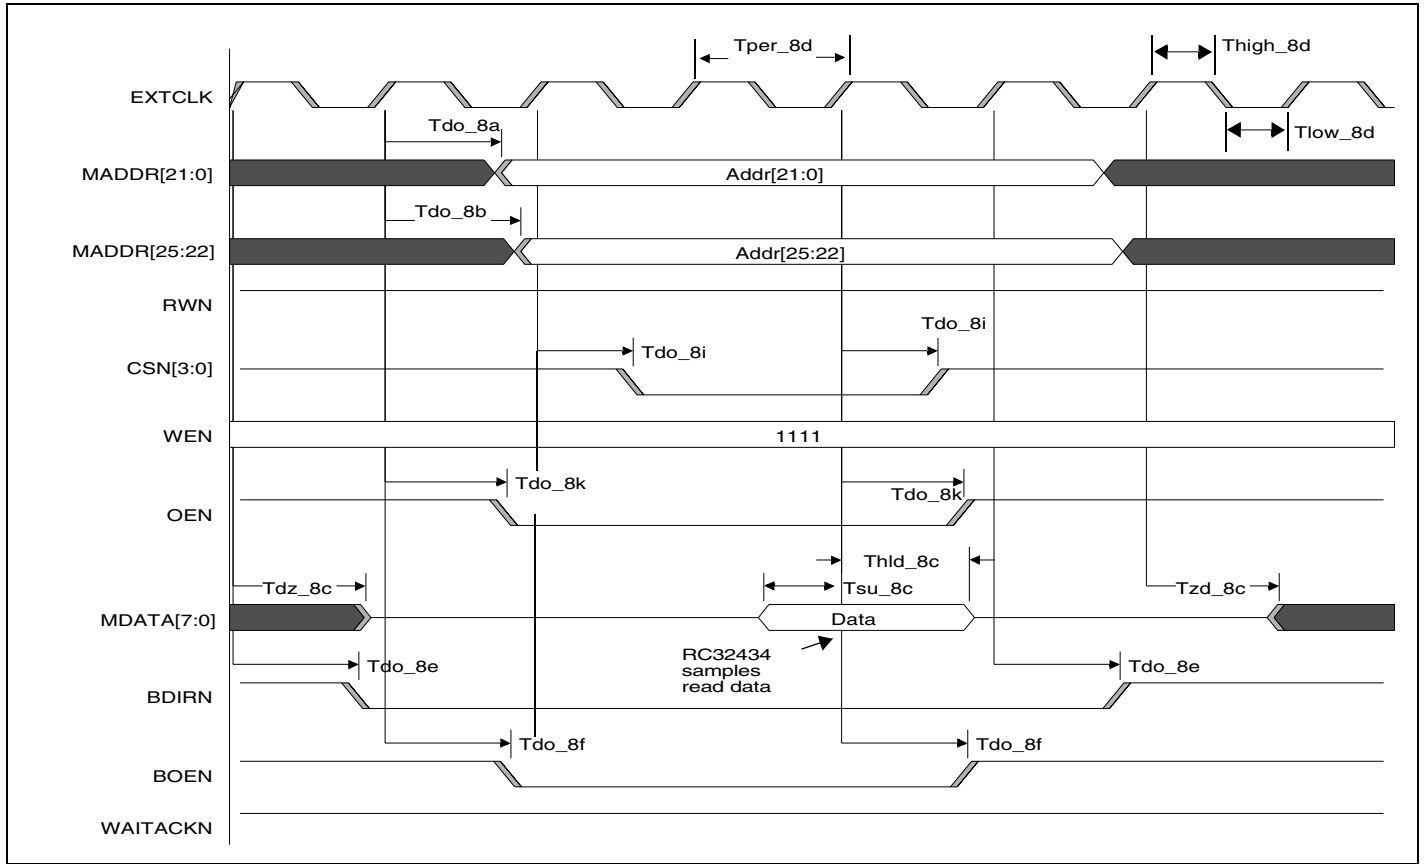 Tper_8d
Thigh_8d
EXTCLK
Tdo_8a
Tlow_8d
MADDR[21:0]
Addr[21:0]
Tdo_8b
MADDR[25:22]
Addr[25:22]
RWN
Tdo_8i
Tdo_8i
CSN[3:0]
WEN
1111
Tdo_8k
Tdo_8k
OEN
Thld_8c
Tdz_8c
Tsu_8c
Tzd_8c
MDATA[7:0]
Data
RC32434
samples
read data
Tdo_8e
Tdo_8e
BDIRN
Tdo_8f
Tdo_8f
BOEN
WAITACKN